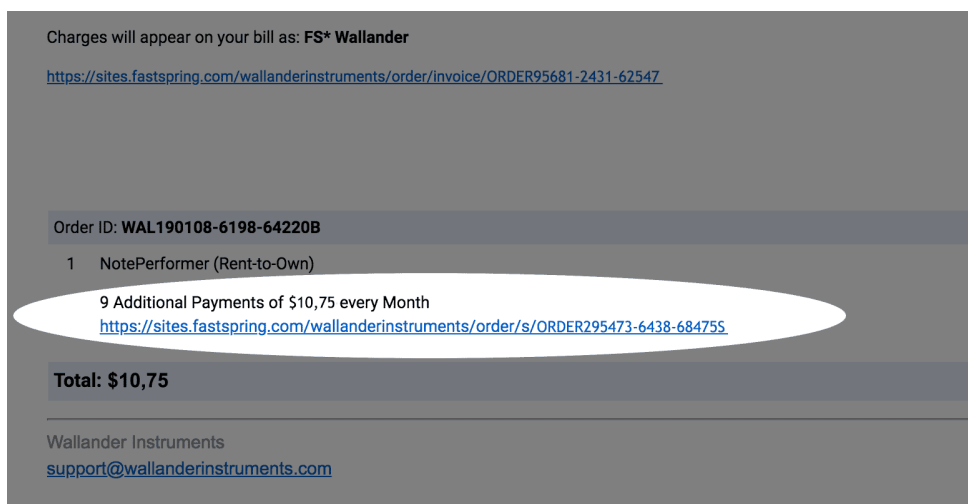 Charges will appear on your bill as: FS* Wallander
https://sites.fastspring.com/wallanderinstruments/order/invoice/ORDER95681-2431-62547
Order ID: WAL190108-6198-64220B
1 NotePerformer (Rent-to-Own)
9 Additional Payments of $10,75 every Month
https://sites.fastspring.com/wallanderinstruments/order/s/ORDER295473-6438-68475S
Total: $10,75
Wallander Instruments
support@wallanderinstruments.com